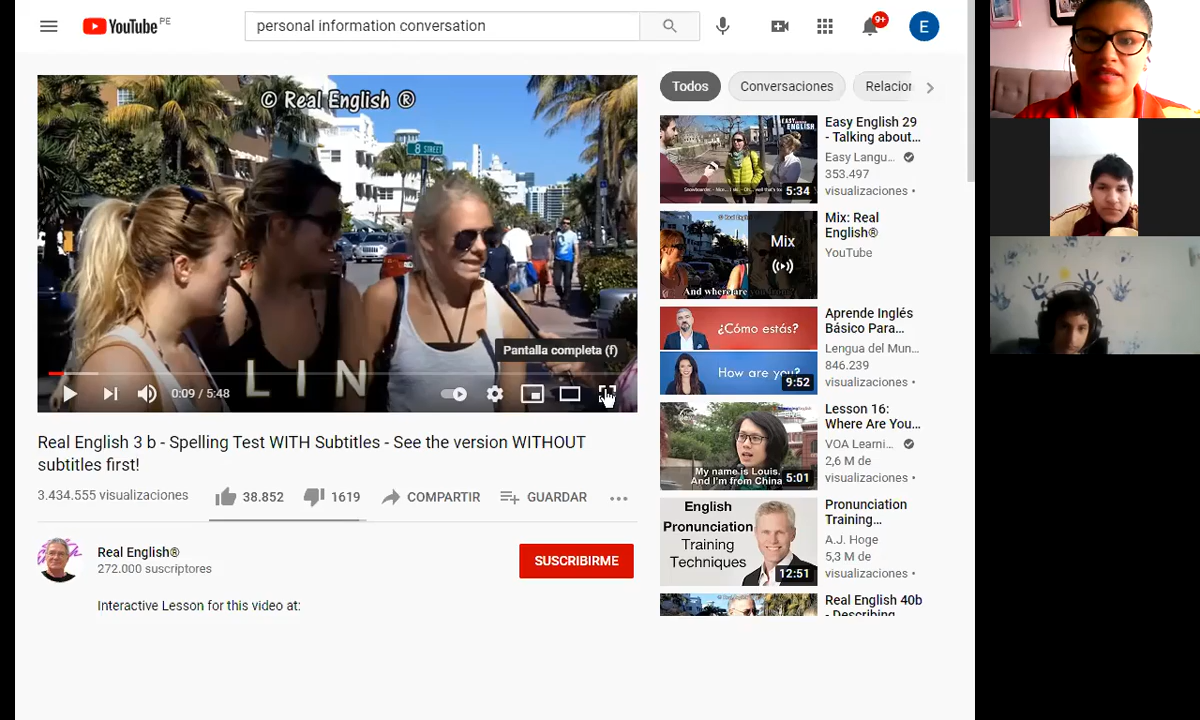 YouTube PE
personal information conversation
9+
E
© Real English ®
8 STREET
LIN
Pantalla completa (f)
0:09 / 5:48
Real English 3 b - Spelling Test WITH Subtitles - See the version WITHOUT
subtitles first!
3.434.555 visualizaciones
38.852
1619
COMPARTIR
GUARDAR
Real English®
272.000 suscriptores
SUSCRIBIRME
Interactive Lesson for this video at:
Todos
Conversaciones
Relacior
EASY ENGLISH
5:34
Easy English 29
- Talking about...
Easy Langu...
353.497
visualizaciones •
© Real English ®
And where are you from?
Mix
Mix: Real
English®
YouTube
¿Cómo estás?
How are you?
9:52
Aprende Inglés
Básico Para...
Lengua del Mun...
846.239
visualizaciones •
My name is Louis.
And I'm from China
5:01
Lesson 16:
Where Are You...
VOA Learni...
2,6 M de
visualizaciones •
English
Pronunciation
Training
Techniques
12:51
Pronunciation
Training...
A.J. Hoge
5,3 M de
visualizaciones •
Real English 40b
- Describing